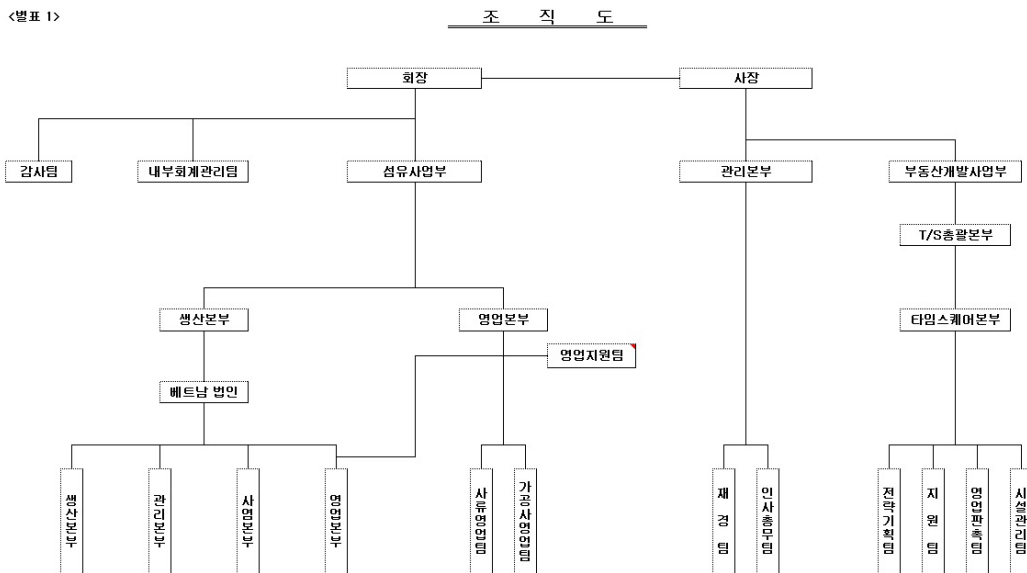 <별표 1>
조 직 도
회장
사장
감사팀
내부회계관리팀
섬유사업부
관리본부
부동산개발사업부
T/S총괄본부
생산본부
영업본부
타임스퀘어본부
영업지원팀
베트남 법인
생산본부
관리본부
사염본부
영업본부
사류영업팀
가공사영업팀
재경팀
인사총무팀
전략기획팀
지원팀
영업판촉팀
시설관리팀